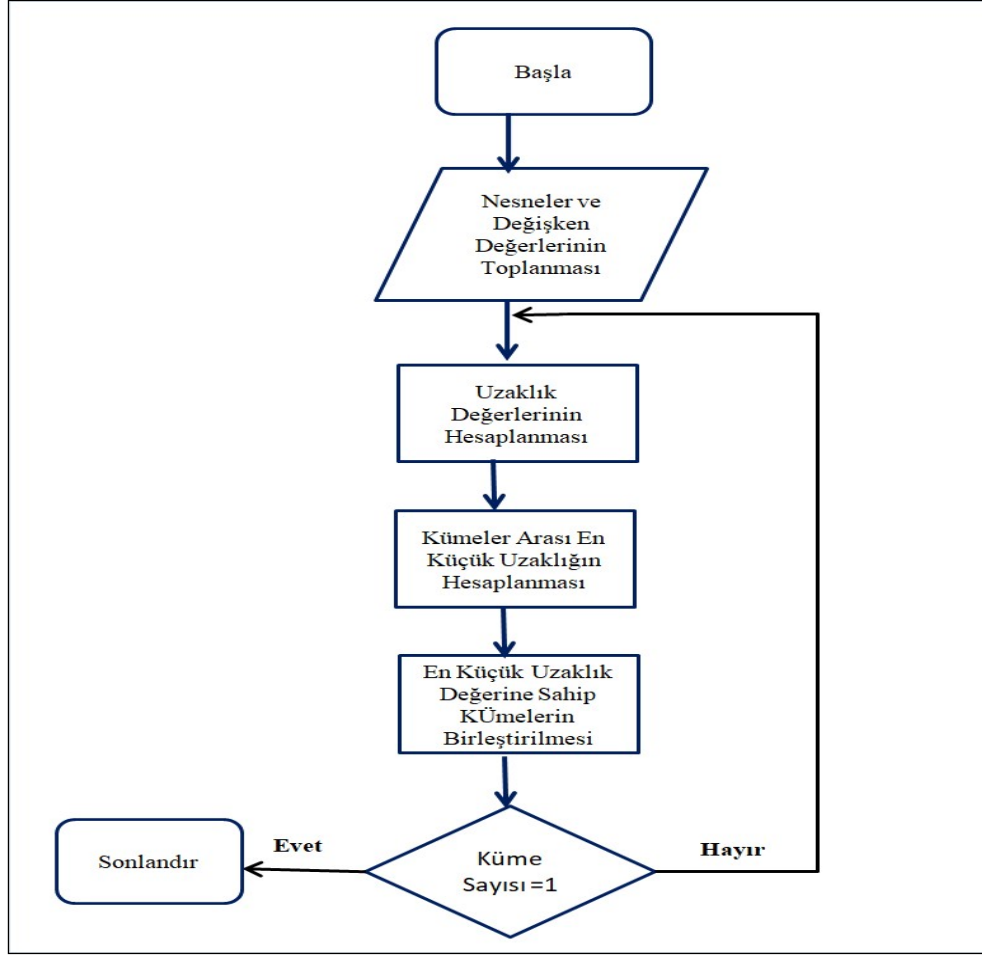 Başla
Nesneler ve
Değişken
Değerlerinin
Toplanması
Uzaklık
Değerlerinin
Hesaplanması
Kümeler Arası En
Küçük Uzaklığın
Hesaplanması
En Küçük Uzaklık
Değerine Sahip
KÜmelerin
Birleştirilmesi
Küme
Sayısı =1
Evet
Sonlandır
Hayır